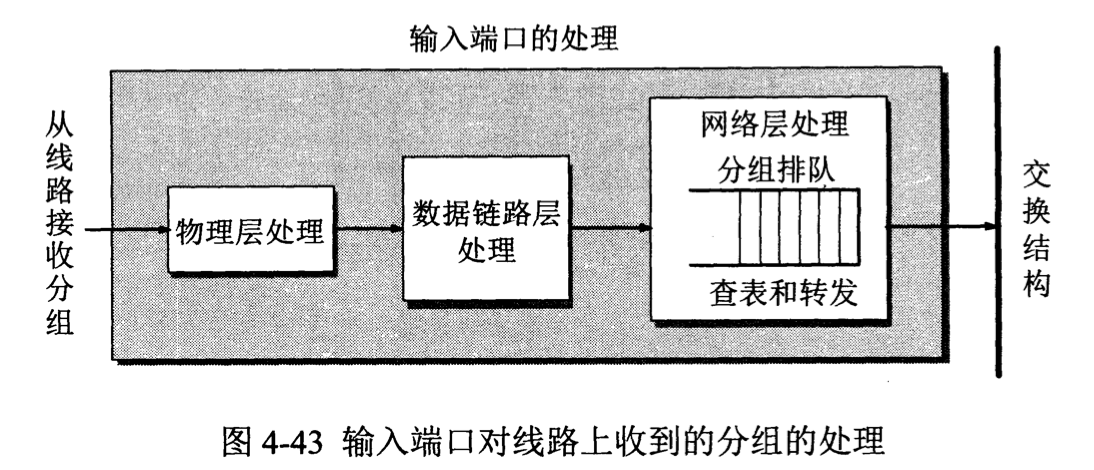 输入端口的处理
从线路接收分组
物理层处理
数据链路层
处理
网络层处理
分组排队
查表和转发
交换结构
图 4-43 输入端口对线路上收到的分组的处理